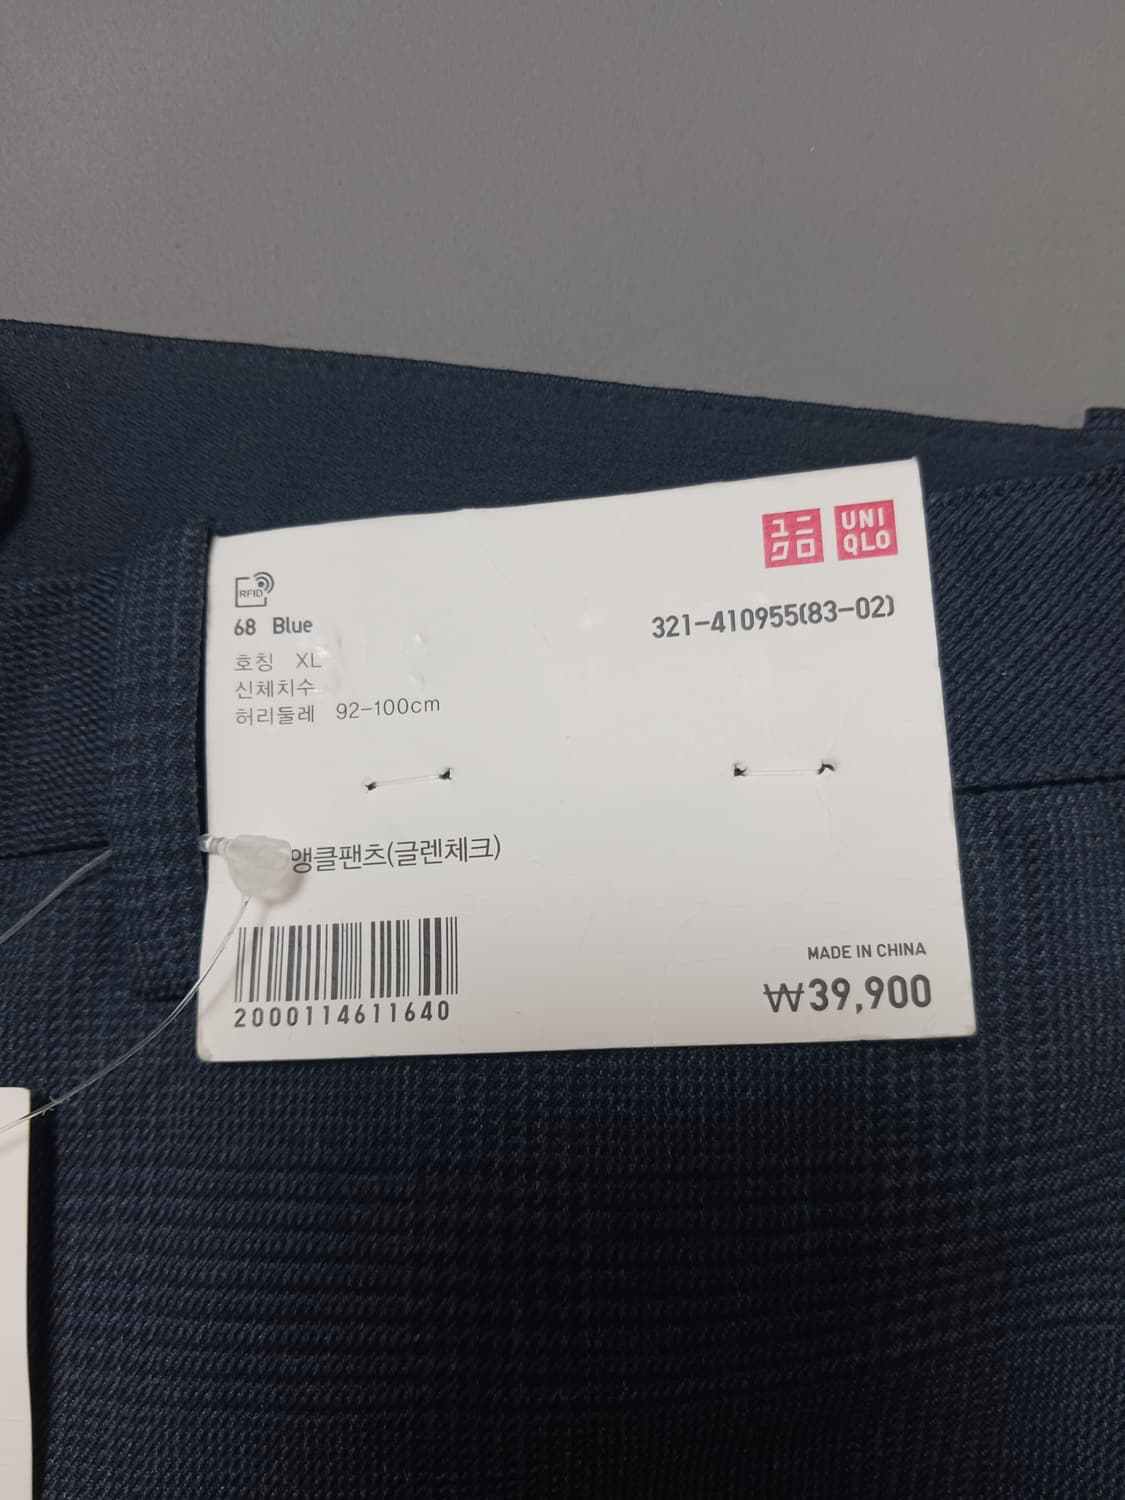 ユニ
クロ
UNI
QLO
RFID
68 Blue
321-410955(83-02)
호칭 XL
신체치수
허리둘레 92-100cm
앵클팬츠(글렌체크)
2000114611640
MADE IN CHINA
₩39,900